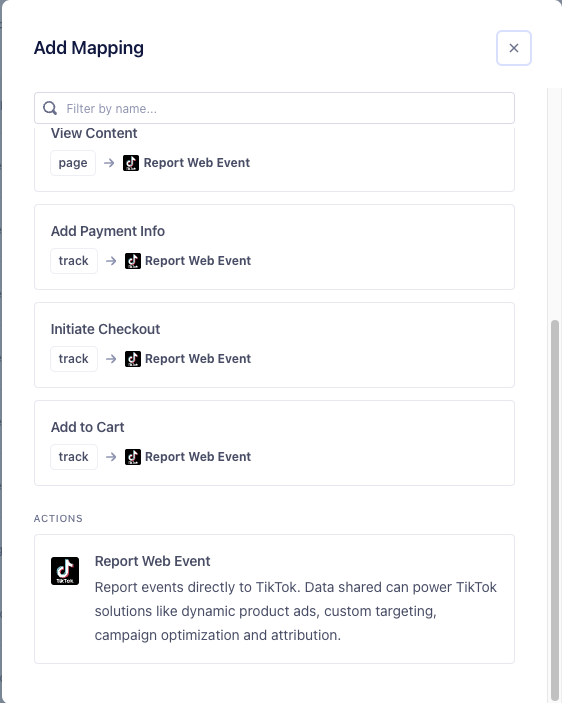 Add Mapping
Filter by name...
View Content
page → Report Web Event
Add Payment Info
track → Report Web Event
Initiate Checkout
track → Report Web Event
Add to Cart
track → Report Web Event
ACTIONS
Report Web Event
Report events directly to TikTok. Data shared can power TikTok
solutions like dynamic product ads, custom targeting,
campaign optimization and attribution.
TikTok